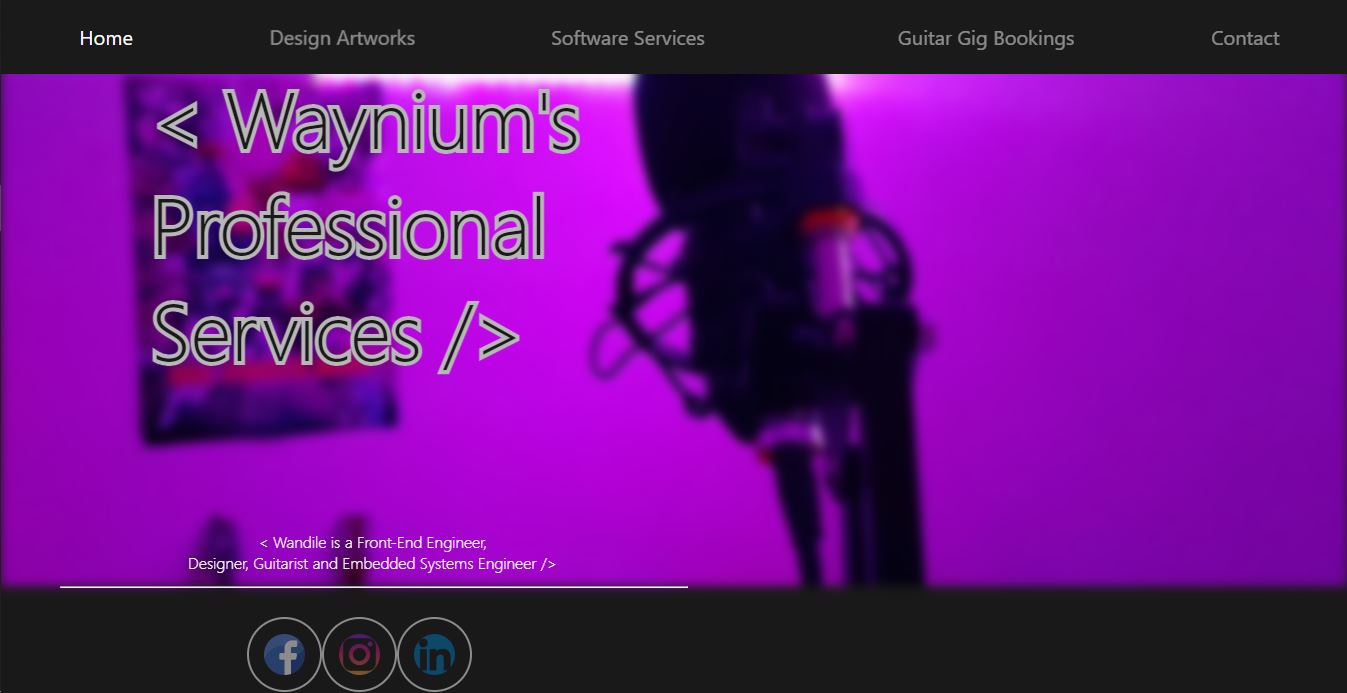 Home
Design Artworks
Software Services
Guitar Gig Bookings
Contact
< Waynium's
Professional
Services />
< Wandile is a Front-End Engineer,
Designer, Guitarist and Embedded Systems Engineer />
f
in